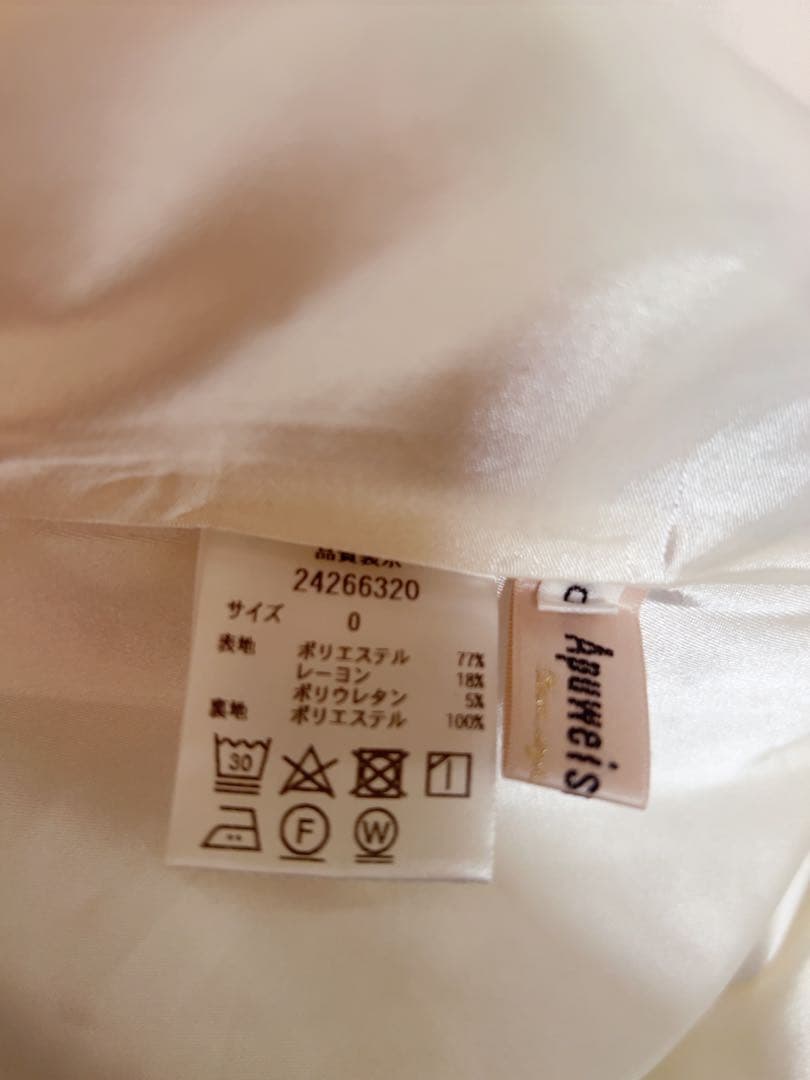 品質表示
24266320
サイズ 0
表地 ポリエステル 77%
レーヨン 18%
ポリウレタン 5%
裏地 ポリエステル 100%
30
F W
0
Apuweis